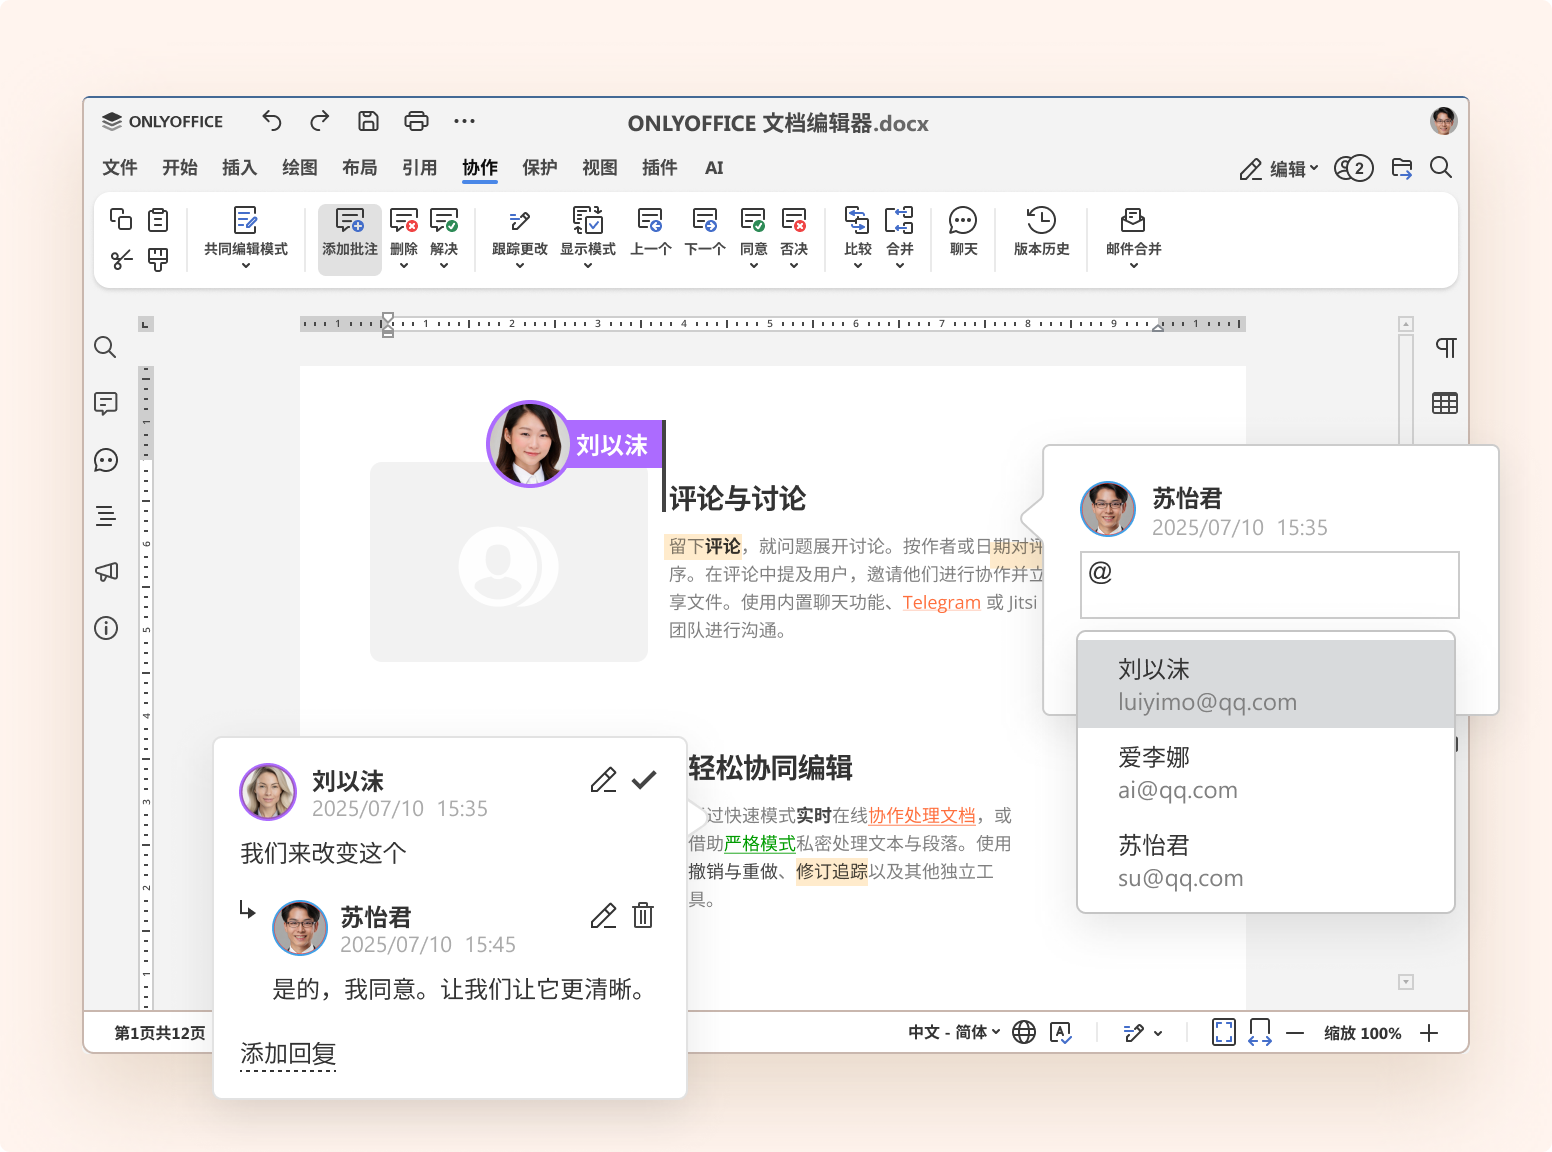 ONLYOFFICE
ONLYOFFICE 文档编辑器.docx
文件 开始 插入 绘图 布局 引用 协作 保护 视图 插件 AI
编辑 2
共同编辑模式 添加批注 删除 解决 跟踪更改 显示模式 上一个 下一个 同意 否决 比较 合并 聊天 版本历史 邮件合并
1 1 2 3 4 5 6 7 8 9 1
1 6 5 4 3 2 1
刘以沫
评论与讨论
留下评论，就问题展开讨论。按作者或日期对评
序。在评论中提及用户，邀请他们进行协作并立
享文件。使用内置聊天功能、Telegram 或 Jitsi
团队进行沟通。
苏怡君
2025/07/10 15:35
@
刘以沫
luiyimo@qq.com
爱李娜
ai@qq.com
苏怡君
su@qq.com
轻松协同编辑
过快速模式实时在线协作处理文档，或
借助严格模式私密处理文本与段落。使用
撤销与重做、修订追踪以及其他独立工
具。
刘以沫
2025/07/10 15:35
我们来改变这个
苏怡君
2025/07/10 15:45
是的，我同意。让我们让它更清晰。
添加回复
第1页共12页
中文 - 简体
缩放 100%